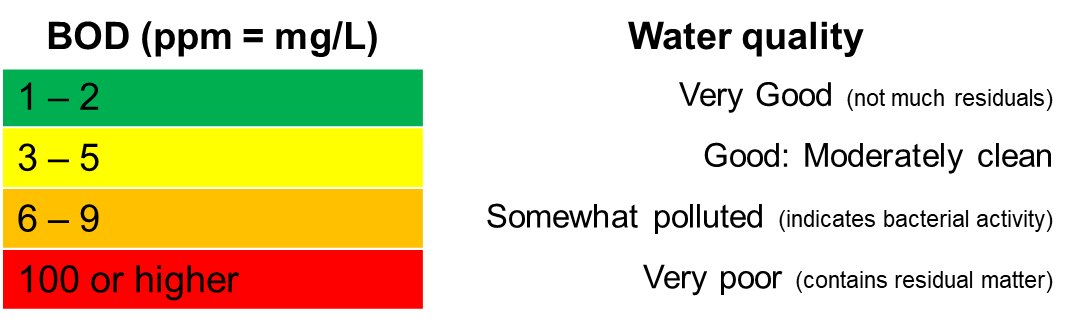 BOD (ppm = mg/L) Water quality
1 – 2 Very Good (not much residuals)
3 – 5 Good: Moderately clean
6 – 9 Somewhat polluted (indicates bacterial activity)
100 or higher Very poor (contains residual matter)